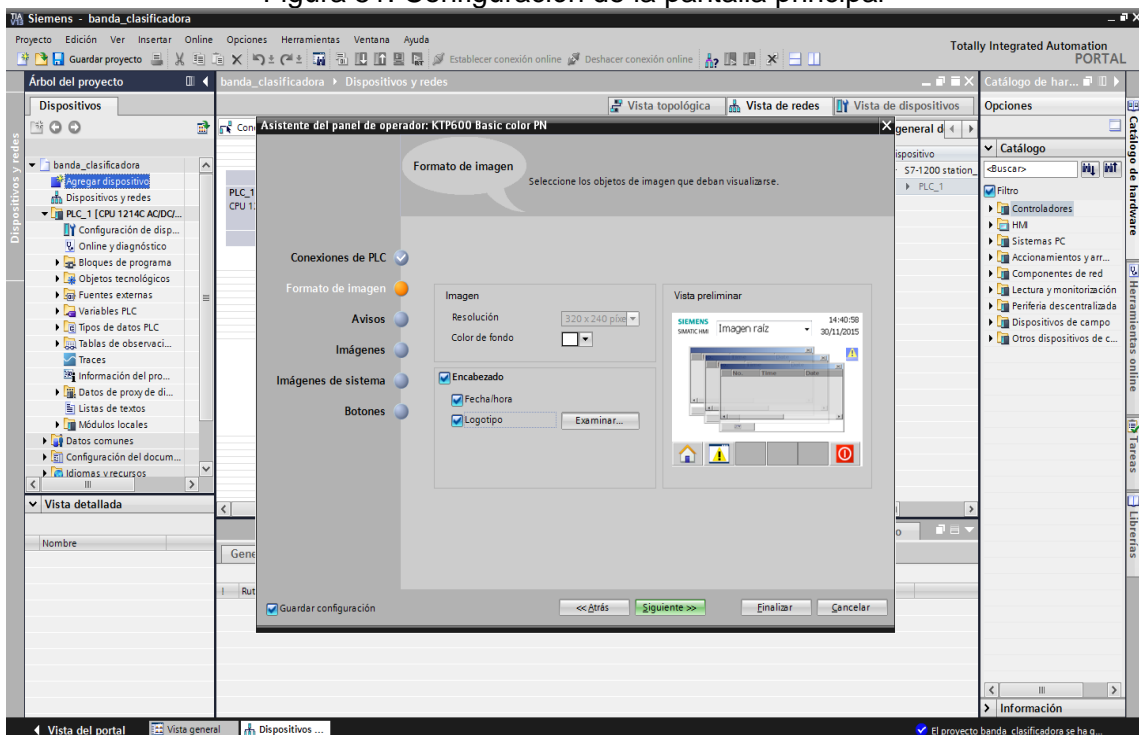 Figura 31. Configuración de la pantalla principal
Siemens - banda_clasificadora
Proyecto Edición Ver Insertar Online Opciones Herramientas Ventana Ayuda
Totally Integrated Automation
PORTAL
Guardar proyecto Establecer conexión online Deshacer conexión online
Árbol del proyecto
banda_clasificadora Dispositivos y redes
Catálogo de har...
Dispositivos
Vista topológica Vista de redes Vista de dispositivos
Opciones
Dispositivos y redes
banda_clasificadora
Agregar dispositivo
Dispositivos y redes
PLC_1 [CPU 1214C AC/DC/...
Configuración de disp...
Online y diagnóstico
Bloques de programa
Objetos tecnológicos
Fuentes externas
Variables PLC
Tipos de datos PLC
Tablas de observaci...
Traces
Información del pro...
Datos de proxy de di...
Listas de textos
Módulos locales
Datos comunes
Configuración del docum...
Idiomas y recursos
Vista detallada
Nombre
PLC_1
Asistente del panel de operador: KTP600 Basic color PN
Formato de imagen
Seleccione los objetos de imagen que deban visualizarse.
Conexiones de PLC
Formato de imagen
Avisos
Imágenes
Imágenes de sistema
Botones
Imagen
Resolución 320 x 240 píxe
Color de fondo
Encabezado
Fecha/hora
Logotipo Examinar...
Vista preliminar
SIEMENS
SIMATIC HMI
Imagen raíz
14:40:58
30/11/2015
No. Time Date
Guardar configuración
<< Atrás Siguiente >> Finalizar Cancelar
general d
S7-1200 station_
PLC_1
Catálogo
<Buscar>
Filtro
Controladores
HMI
Sistemas PC
Accionamientos y arr...
Componentes de red
Lectura y monitorización
Periferia descentralizada
Dispositivos de campo
Otros dispositivos de c...
Información
Catálogo de hardware
Herramientas online
Tareas
Librerías
Vista del portal Vista general Dispositivos ...
El proyecto banda_clasificadora se ha g...